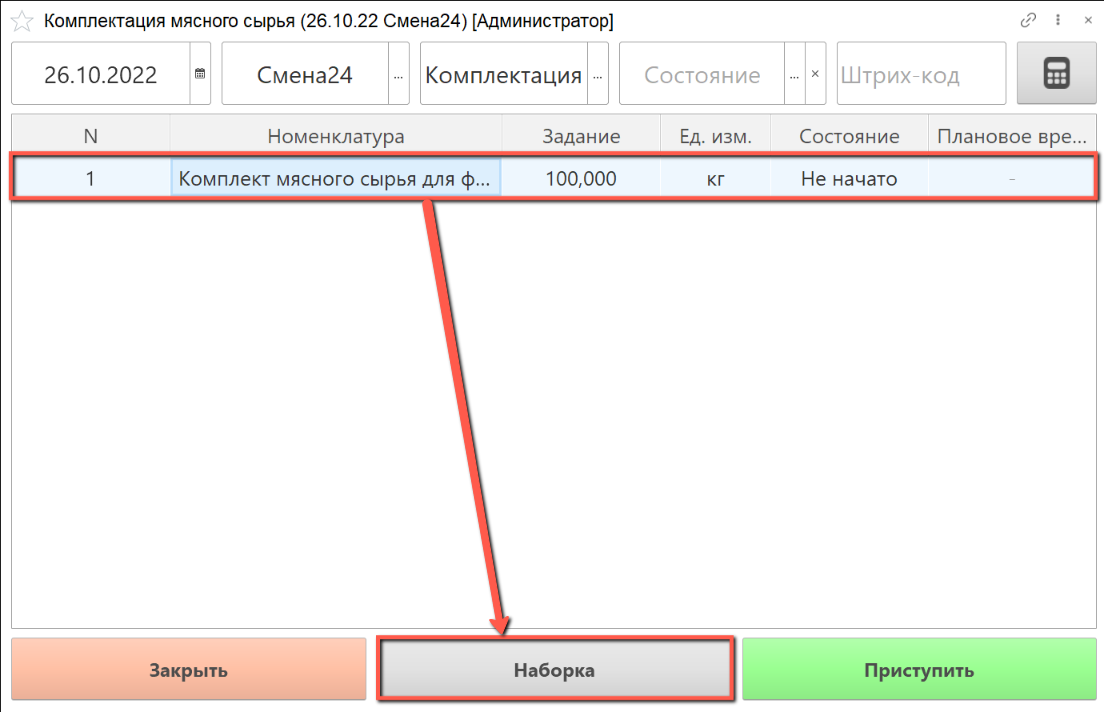 Комплектация мясного сырья (26.10.22 Смена24) [Администратор]
26.10.2022 Смена24 ... Комплектация ... Состояние ... × Штрих-код
N Номенклатура Задание Ед. изм. Состояние Плановое вре...
1 Комплект мясного сырья для ф... 100,000 кг Не начато -
Закрыть Наборка Приступить